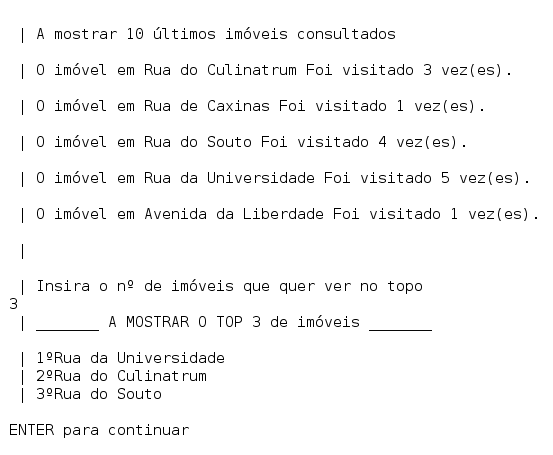 | A mostrar 10 últimos imóveis consultados
| O imóvel em Rua do Culinatrum Foi visitado 3 vez(es).
| O imóvel em Rua de Caxinas Foi visitado 1 vez(es).
| O imóvel em Rua do Souto Foi visitado 4 vez(es).
| O imóvel em Rua da Universidade Foi visitado 5 vez(es).
| O imóvel em Avenida da Liberdade Foi visitado 1 vez(es).
|
| Insira o nº de imóveis que quer ver no topo
3
| _______ A MOSTRAR O TOP 3 de imóveis _______
| 1ºRua da Universidade
| 2ºRua do Culinatrum
| 3ºRua do Souto
ENTER para continuar